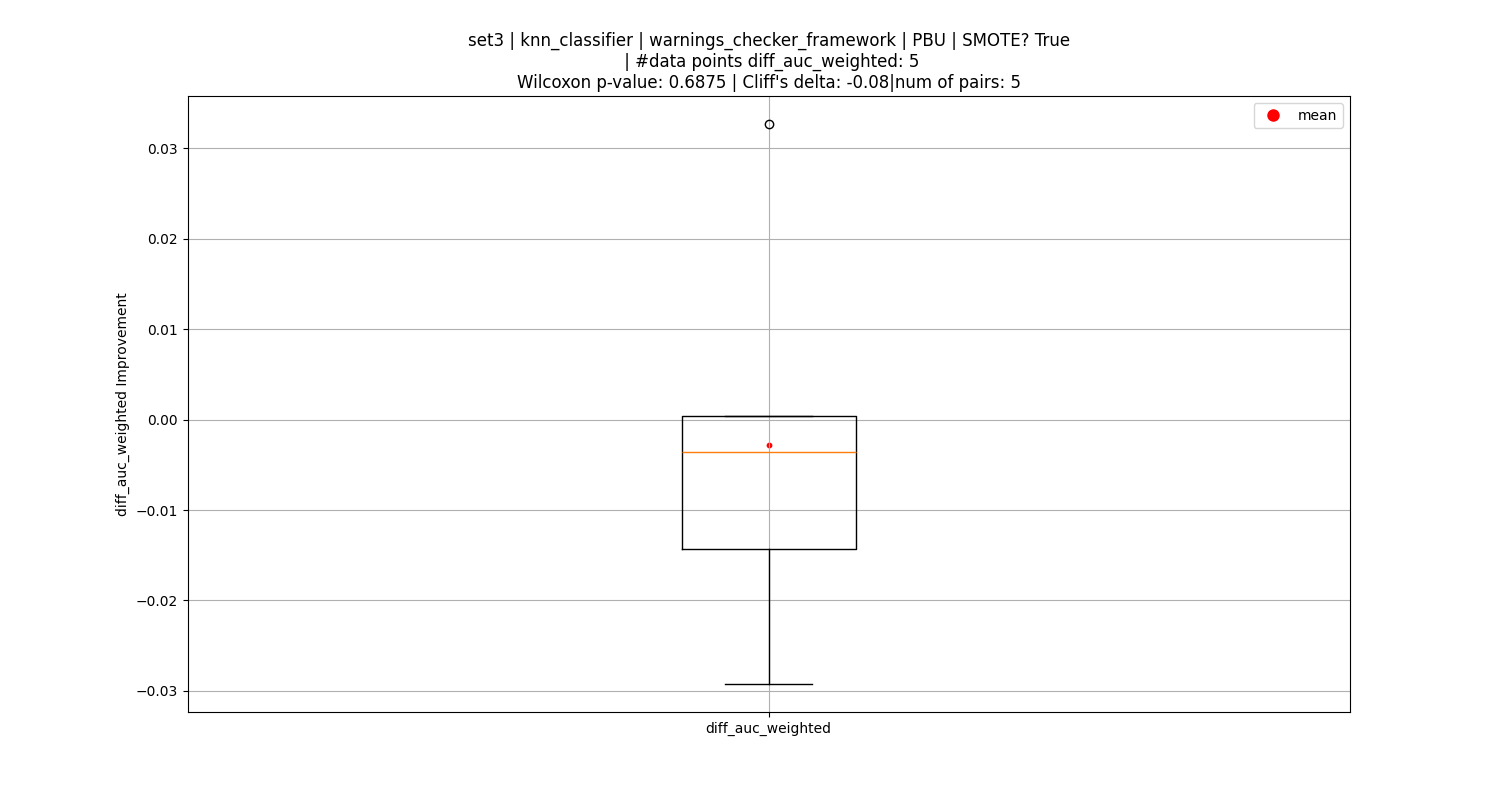 set3 | knn_classifier | warnings_checker_framework | PBU | SMOTE? True
| #data points diff_auc_weighted: 5
Wilcoxon p-value: 0.6875 | Cliff's delta: -0.08|num of pairs: 5
mean
0.03
0.02
0.01
0.00
−0.01
−0.02
−0.03
diff_auc_weighted Improvement
diff_auc_weighted